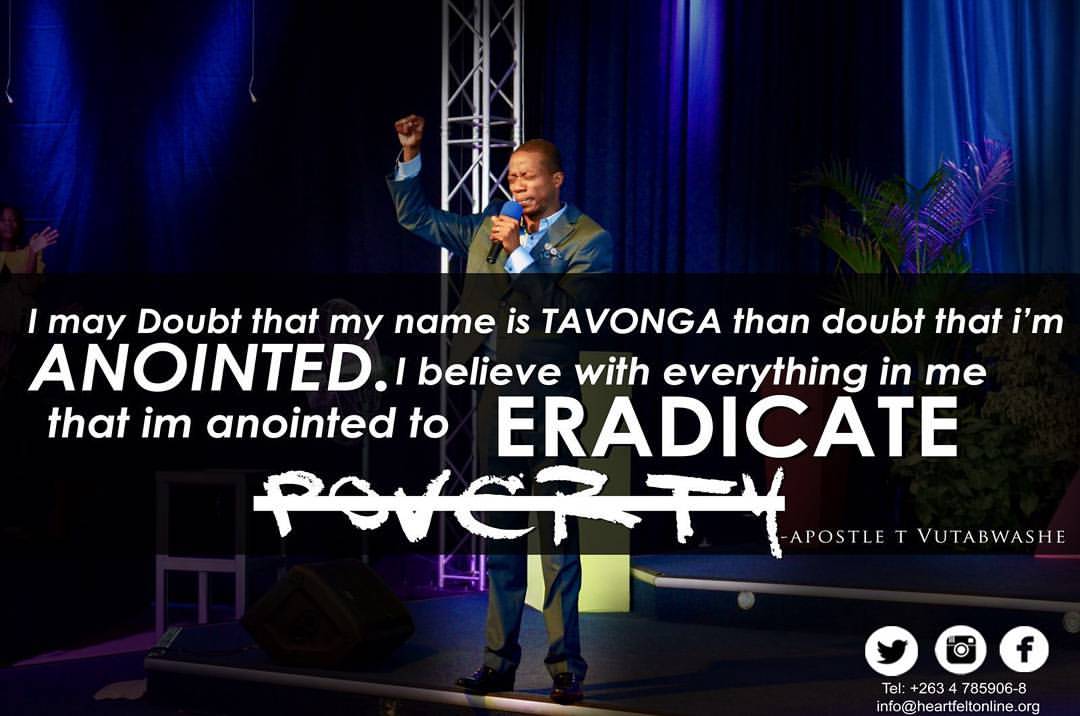 I may Doubt that my name is TAVONGA than doubt that i'm
ANOINTED. I believe with everything in me
that im anointed to ERADICATE
POVERTY
-APOSTLE T VUTABWASHE
Tel: +263 4 785906-8
info@heartfeltonline.org